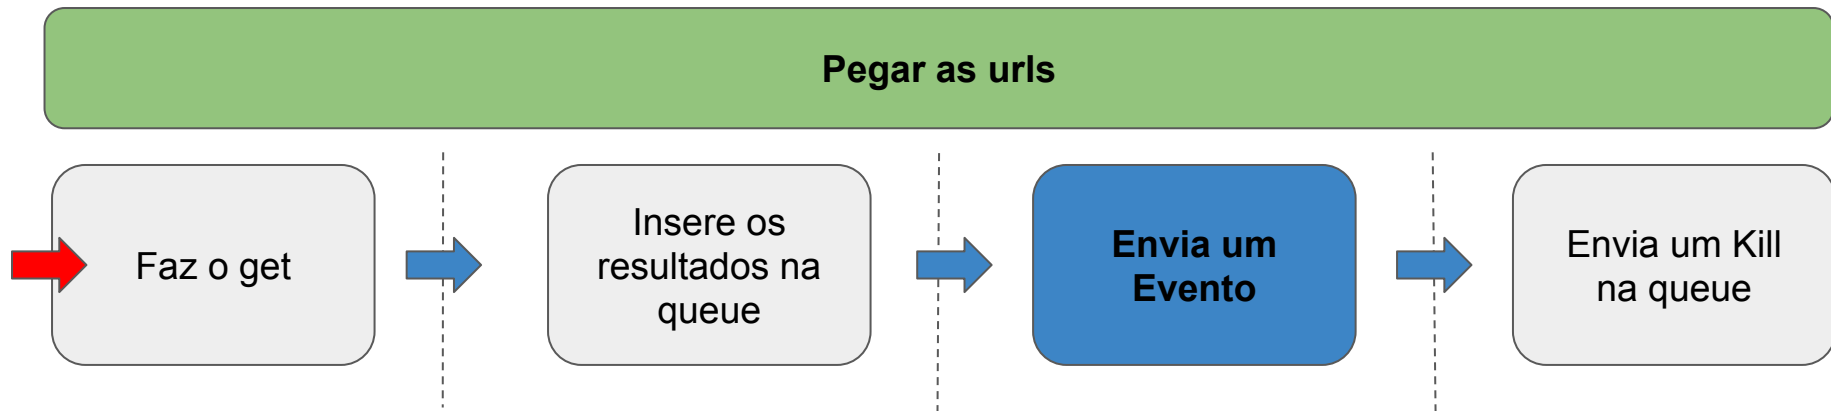 Pegar as urls
Faz o get
Insere os
resultados na
queue
Envia um
Evento
Envia um Kill
na queue